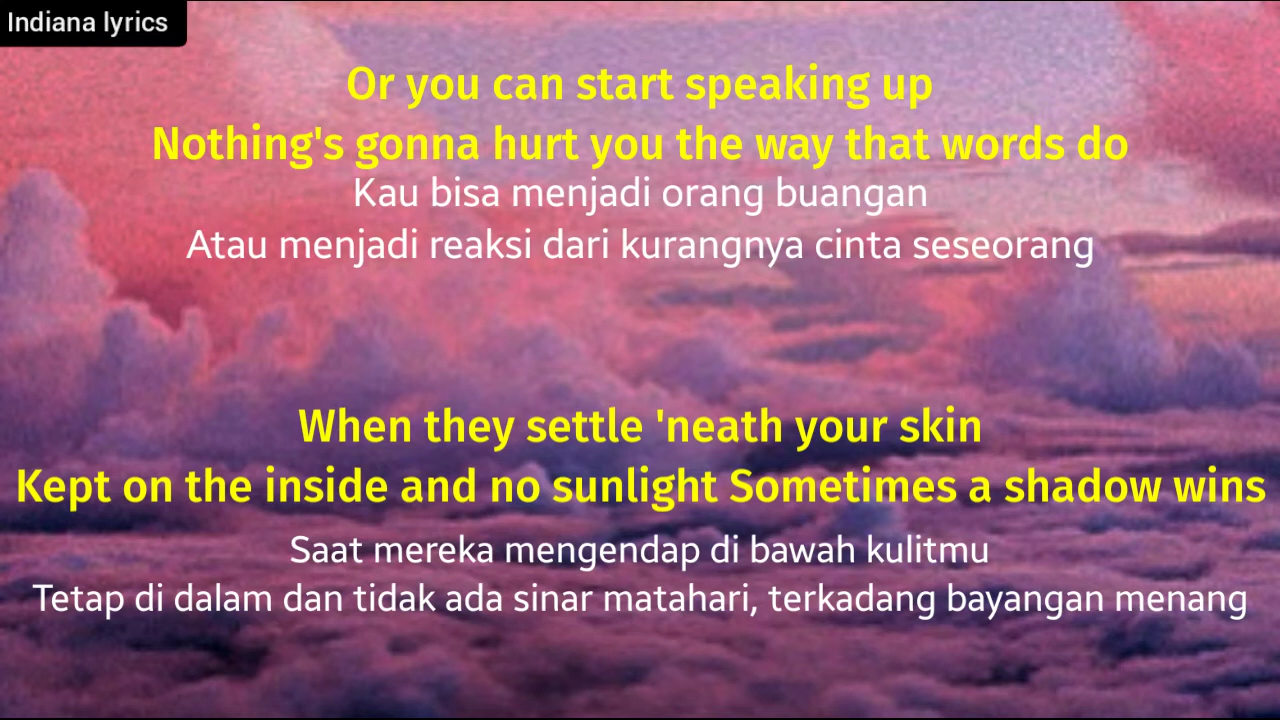 Indiana lyrics
Or you can start speaking up
Nothing's gonna hurt you the way that words do
Kau bisa menjadi orang buangan
Atau menjadi reaksi dari kurangnya cinta seseorang
When they settle 'neath your skin
Kept on the inside and no sunlight Sometimes a shadow wins
Saat mereka mengendap di bawah kulitmu
Tetap di dalam dan tidak ada sinar matahari, terkadang bayangan menang